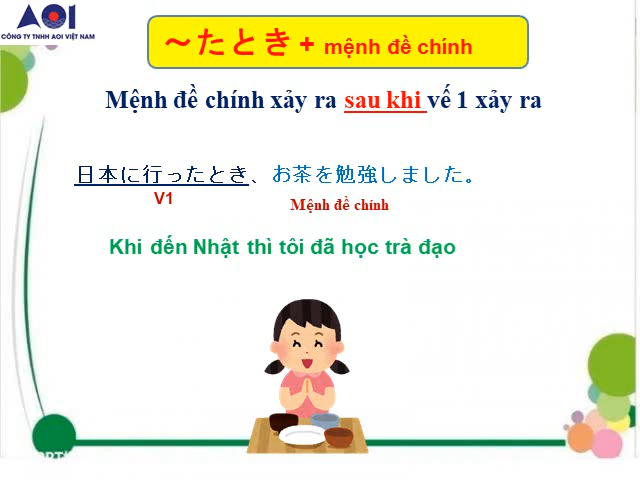 AOI
CÔNG TY TNHH AOI VIỆT NAM
～たとき + mệnh đề chính
Mệnh đề chính xảy ra sau khi vế 1 xảy ra
日本に行ったとき、お茶を勉強しました。
V1
Mệnh đề chính
Khi đến Nhật thì tôi đã học trà đạo